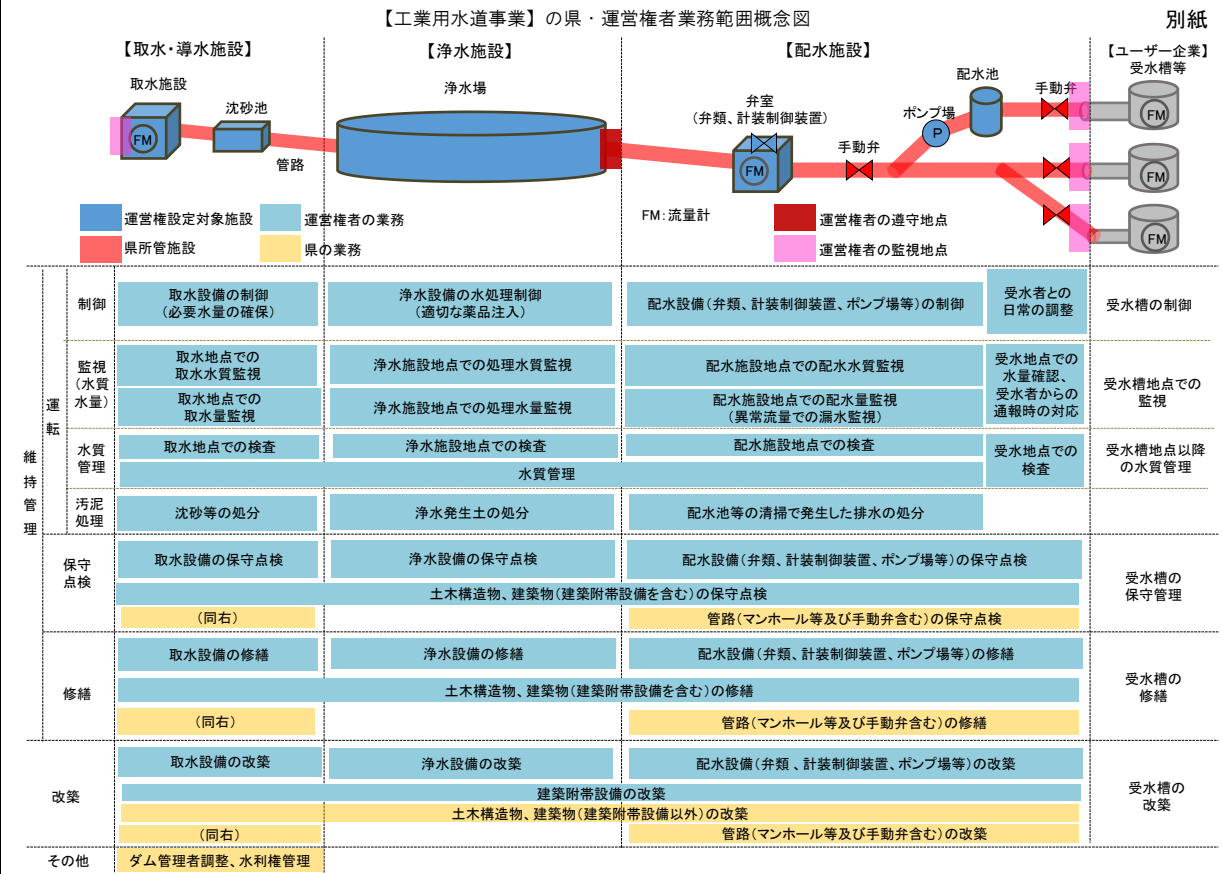 【工業用水道事業】の県・運営権者業務範囲概念図
別紙
【取水・導水施設】
【浄水施設】
【配水施設】
【ユーザー企業】
受水槽等
取水施設
沈砂池
管路
浄水場
弁室
(弁類、計装制御装置)
手動弁
ポンプ場
配水池
手動弁
FM
FM
P
FM
FM
FM
運営権設定対象施設
運営権者の業務
県所管施設
県の業務
FM:流量計
運営権者の遵守地点
運営権者の監視地点
維持管理
運転
制御
取水設備の制御
(必要水量の確保)
浄水設備の水処理制御
(適切な薬品注入)
配水設備(弁類、計装制御装置、ポンプ場等)の制御
受水者との
日常の調整
受水槽の制御
監視
(水質
水量)
取水地点での
取水水質監視
浄水施設地点での処理水質監視
配水施設地点での配水水質監視
受水地点での
水量確認、
受水者からの
通報時の対応
受水槽地点での
監視
取水地点での
取水量監視
浄水施設地点での処理水量監視
配水施設地点での配水量監視
(異常流量での漏水監視)
水質
管理
取水地点での検査
浄水施設地点での検査
配水施設地点での検査
受水地点での
検査
受水槽地点以降
の水質管理
水質管理
汚泥
処理
沈砂等の処分
浄水発生土の処分
配水池等の清掃で発生した排水の処分
保守
点検
取水設備の保守点検
浄水設備の保守点検
配水設備(弁類、計装制御装置、ポンプ場等)の保守点検
受水槽の
保守管理
土木構造物、建築物(建築附帯設備を含む)の保守点検
(同右)
管路(マンホール等及び手動弁含む)の保守点検
修繕
取水設備の修繕
浄水設備の修繕
配水設備(弁類、計装制御装置、ポンプ場等)の修繕
受水槽の
修繕
土木構造物、建築物(建築附帯設備を含む)の修繕
(同右)
管路(マンホール等及び手動弁含む)の修繕
改築
取水設備の改築
浄水設備の改築
配水設備(弁類、計装制御装置、ポンプ場等)の改築
受水槽の
改築
建築附帯設備の改築
土木構造物、建築物(建築附帯設備以外)の改築
(同右)
管路(マンホール等及び手動弁含む)の改築
その他
ダム管理者調整、水利権管理